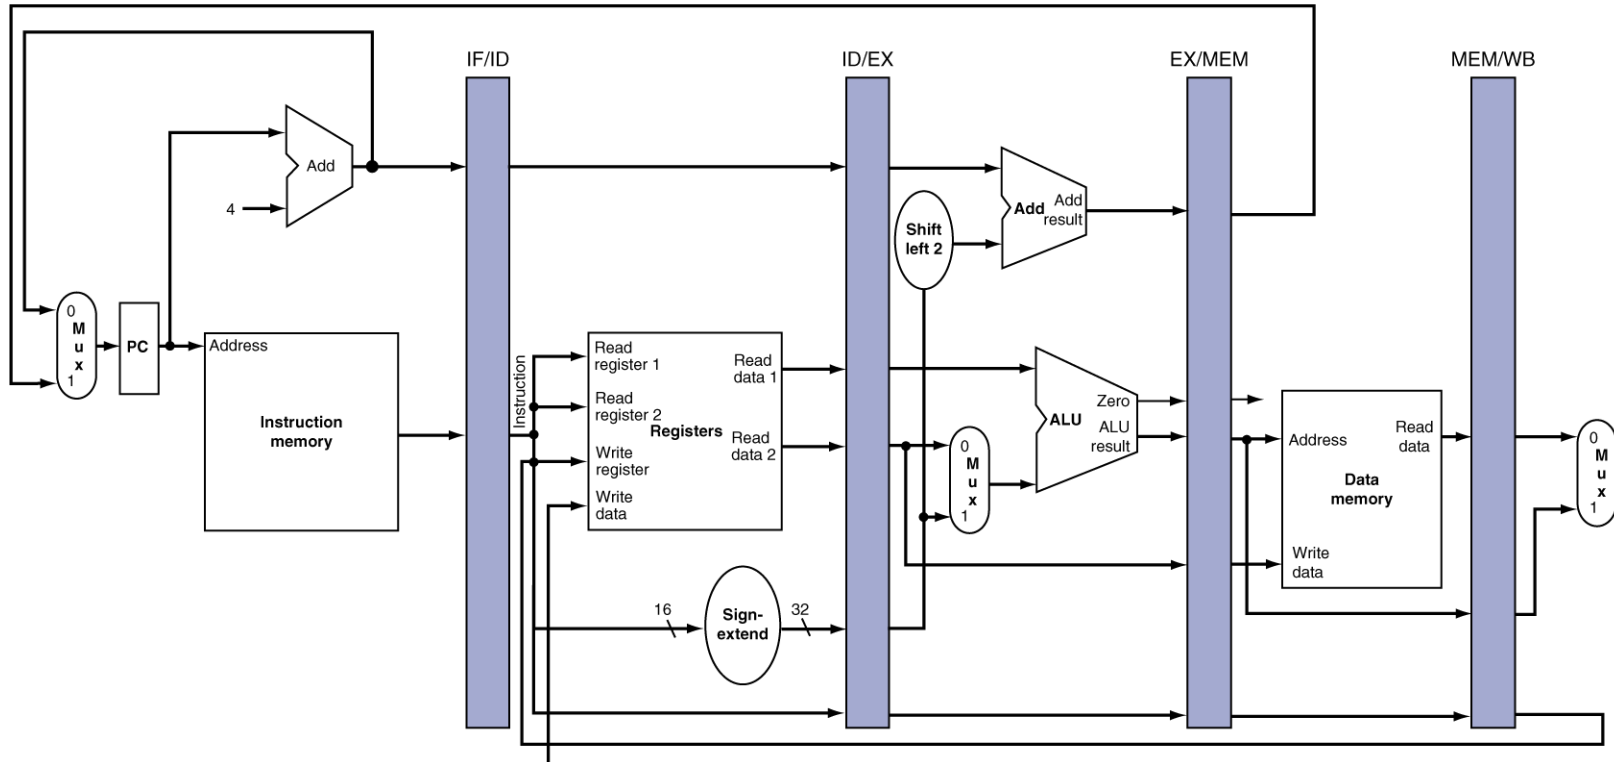 IF/ID
ID/EX
EX/MEM
MEM/WB
Add
4
Shift
left 2
Add
Add
result
0
M
u
x
1
PC
Address
Instruction
memory
Instruction
Read
register 1
Read
register 2
Write
register
Write
data
Registers
Read
data 1
Read
data 2
16
Sign-
extend
32
0
M
u
x
1
ALU
Zero
ALU
result
Address
Read
data
Data
memory
Write
data
0
M
u
x
1